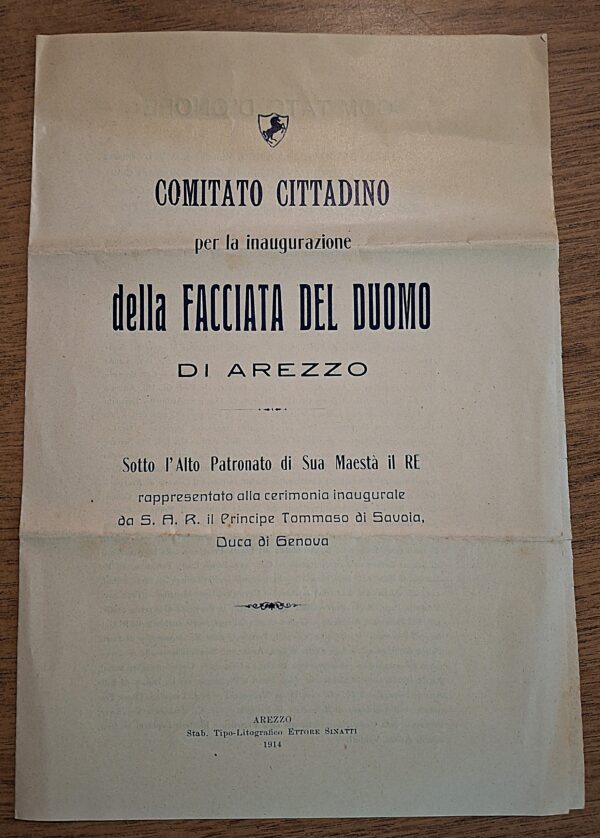 COMITATO CITTADINO
per la inaugurazione
della FACCIATA DEL DUOMO
DI AREZZO
Sotto l'Alto Patronato di Sua Maestà il RE
rappresentato alla cerimonia inaugurale
da S. A. R. il Principe Tommaso di Savoia,
Duca di Genova
AREZZO
Stab. Tipo-Litografico ETTORE SINATTI
1914